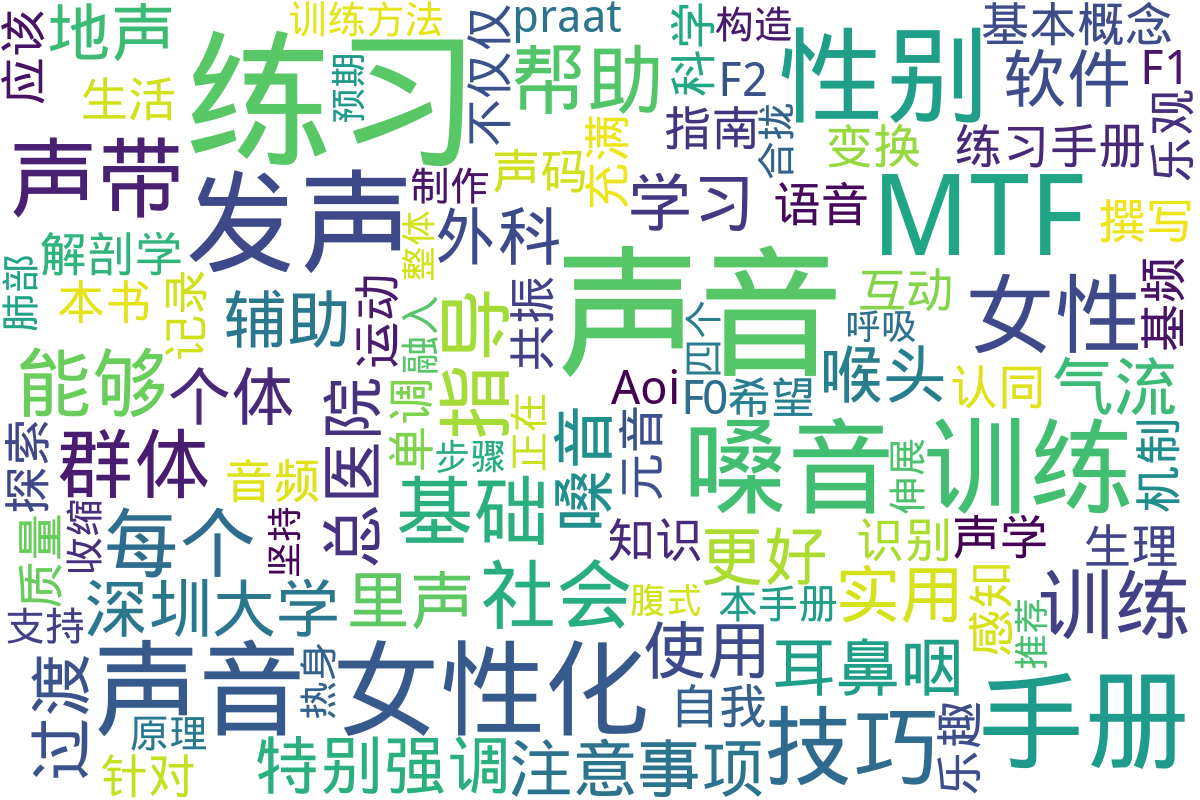 应该
地声
训练方法
不仅仅
praat
科学
构造
基本概念
生活
预期
练习
帮助
F2
性别
软件
F1
声带
发声
制作
声码
充满
指南
合拢
变换
练习手册
乐观
解剖学
外科
学习
语音
MTF
撰写
肺部
本书
记录
辅助
运动
整体
融入
指导
共振
声音
四个
互动
呼吸
女性
基频
能够
个体
单调
Aoi
F0
希望
喉头
认同
气流
探索
群体
音频
总医院
步骤
正在
嗓音
元音
嗓音训练
伸展
机制
质量
收缩
每个
坚持
基础
知识
更好
识别
声学
生理
支持
深圳大学
里声
社会
腹式
本手册
实用
感知
推荐
训练
过渡
声音女性化
热身
使用
自我
耳鼻咽
乐趣
手册
原理
针对
特别强调
注意事项
技巧